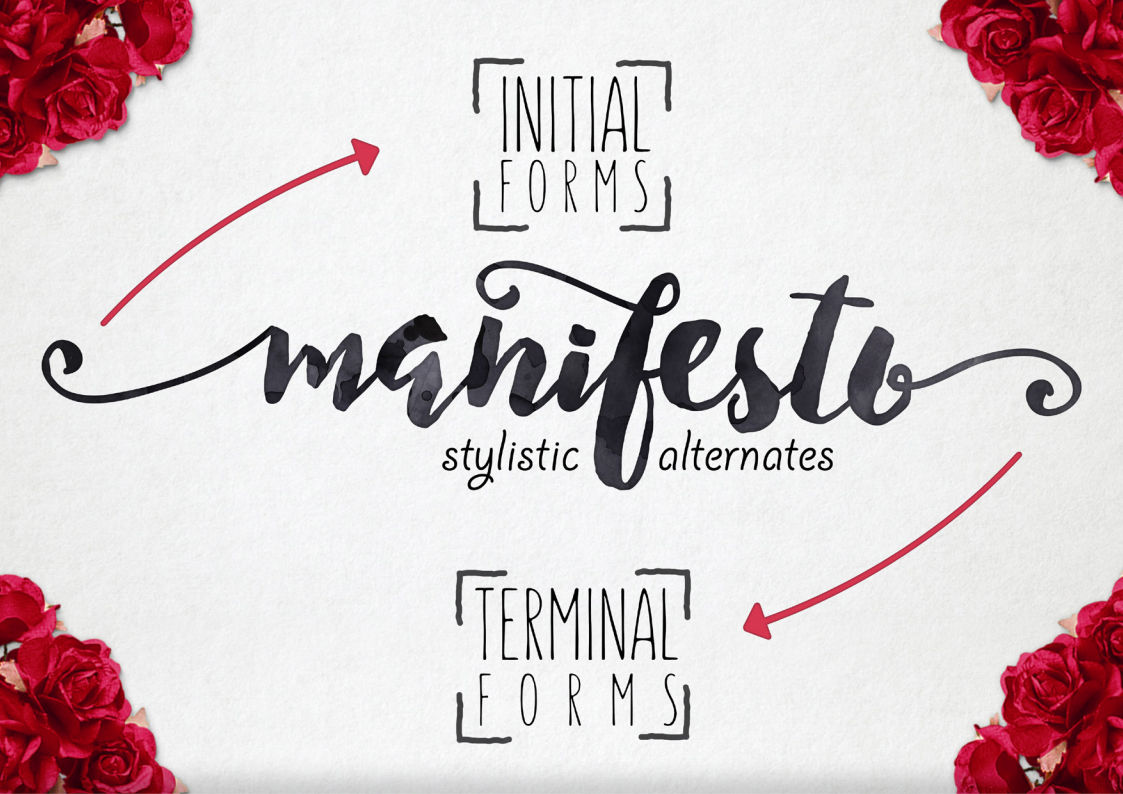 INITIAL
FORMS
manifesto
stylistic alternates
TERMINAL
FORMS